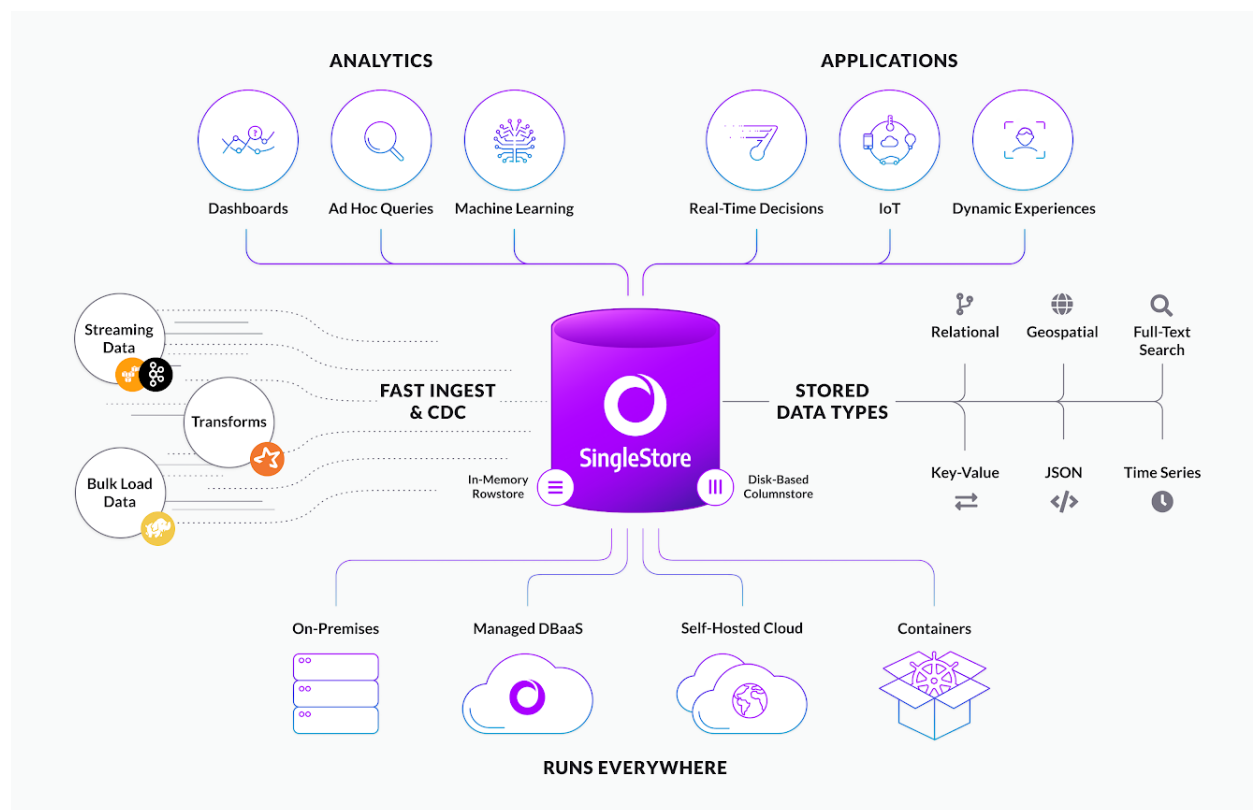 ANALYTICS
APPLICATIONS
Dashboards
Ad Hoc Queries
Machine Learning
Real-Time Decisions
IoT
Dynamic Experiences
Streaming
Data
Transforms
Bulk Load
Data
FAST INGEST
& CDC
SingleStore
In-Memory
Rowstore
Disk-Based
Columnstore
STORED
DATA TYPES
Relational
Geospatial
Full-Text
Search
Key-Value
JSON
Time Series
On-Premises
Managed DBaaS
Self-Hosted Cloud
Containers
RUNS EVERYWHERE